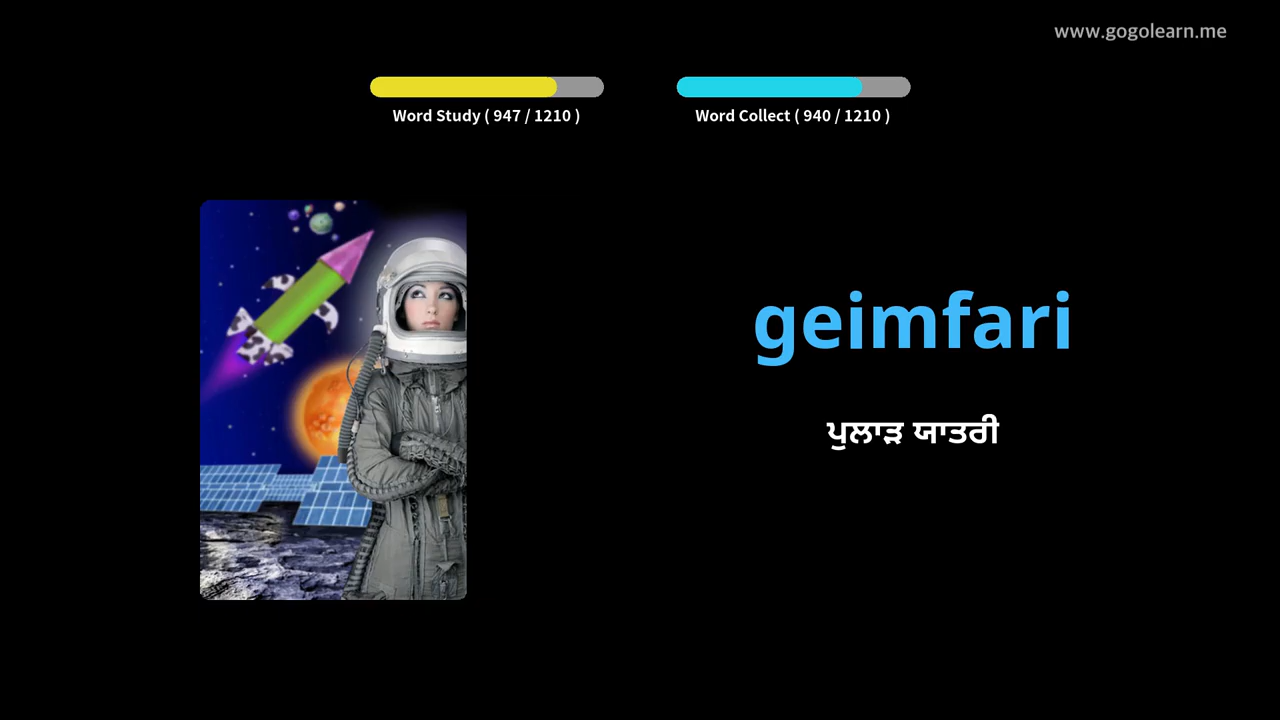 www.gogolearn.me
Word Study ( 947 / 1210 )
Word Collect ( 940 / 1210 )
geimfari
ਪੁਲਾੜ ਯਾਤਰੀ